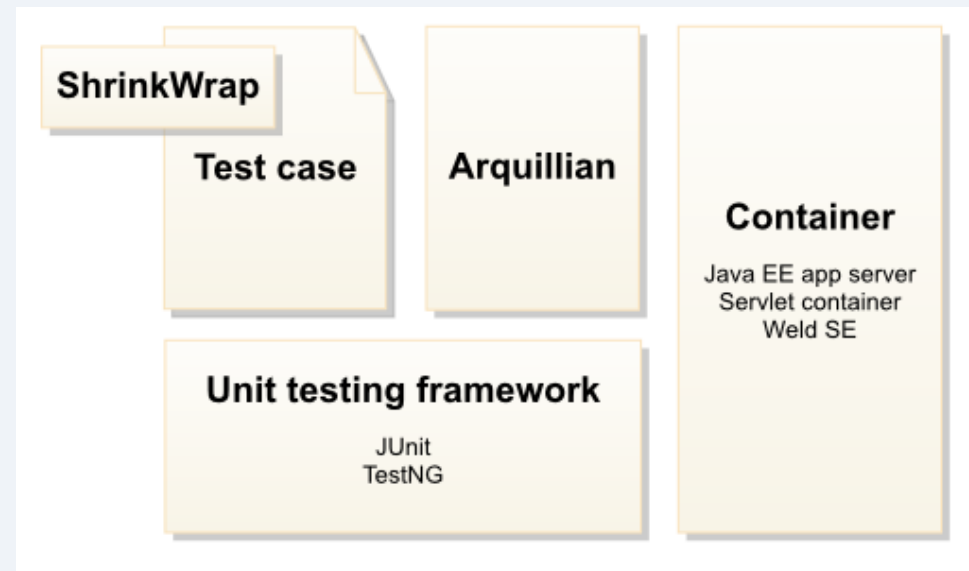 ShrinkWrap
Test case
Arquillian
Container
Java EE app server
Servlet container
Weld SE
Unit testing framework
JUnit
TestNG